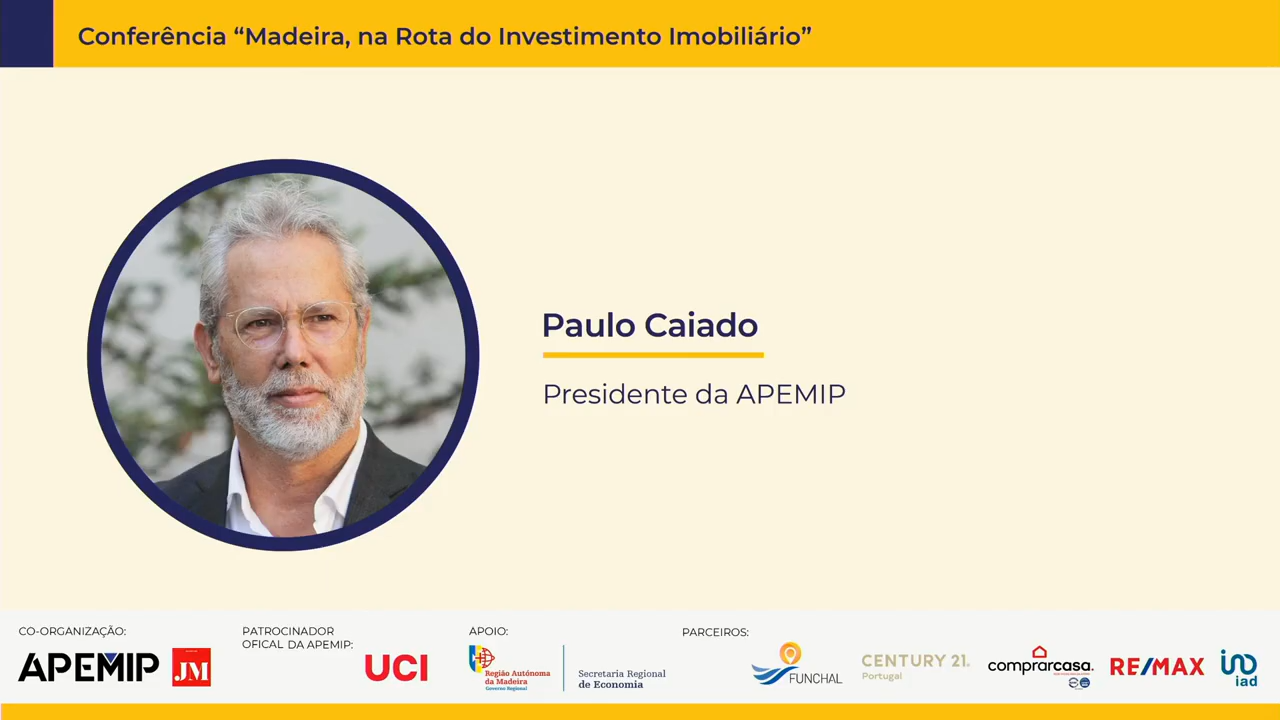 Conferência “Madeira, na Rota do Investimento Imobiliário”
Paulo Caiado
Presidente da APEMIP
CO-ORGANIZAÇÃO:
APEMIP
JM
PATROCINADOR
OFICAL DA APEMIP:
UCI
APOIO:
Região Autónoma
da Madeira
Governo Regional
Secretaria Regional
de Economia
PARCEIROS:
FUNCHAL
CENTURY 21.
Portugal
comprarcasa.
RE/MAX
iad